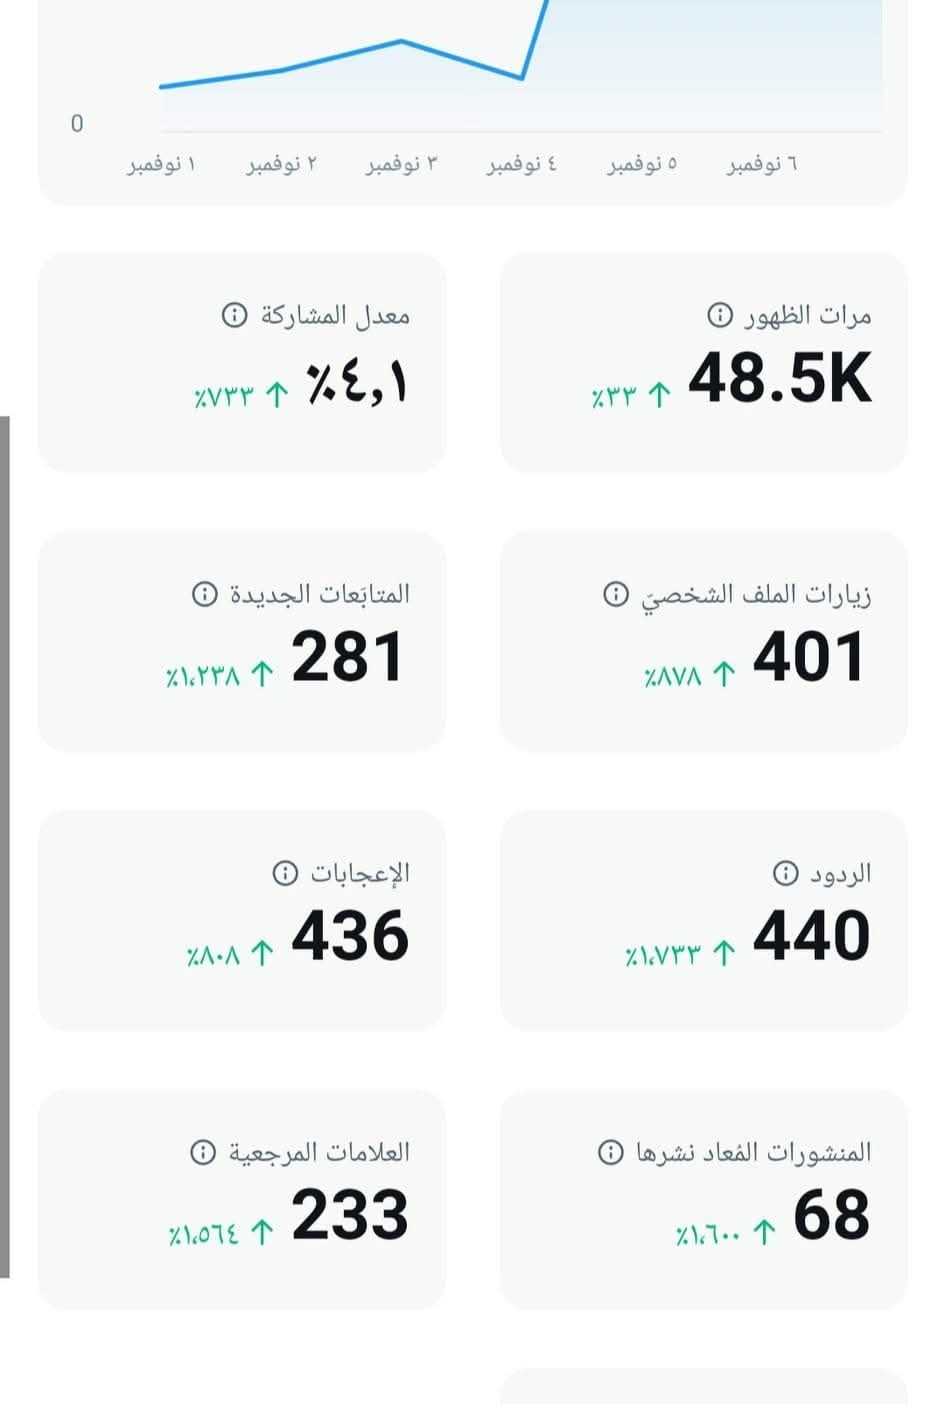 0
١ نوفمبر ٢ نوفمبر ٣ نوفمبر ٤ نوفمبر ٥ نوفمبر ٦ نوفمبر
مرات الظهور
48.5K ↑ ٣٣٪
معدل المشاركة
٤,١٪ ↑ ٧٣٣٪
زيارات الملف الشخصيّ
401 ↑ ٨٧٨٪
المتابَعات الجديدة
281 ↑ ١،٢٣٨٪
الردود
440 ↑ ١،٧٣٣٪
الإعجابات
436 ↑ ٨٠٨٪
المنشورات المُعاد نشرها
68 ↑ ١،٦٠٠٪
العلامات المرجعية
233 ↑ ١،٥٦٤٪